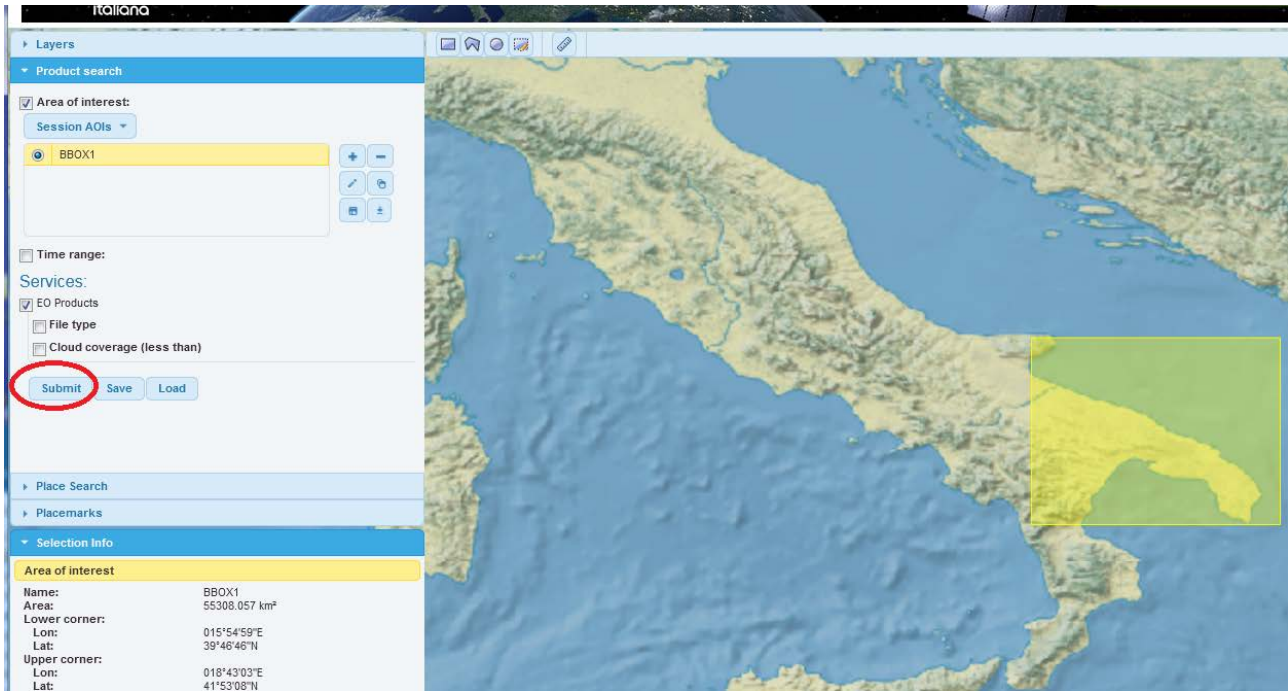 Italiana
Layers
Product search
Area of interest:
Session AOIs
BBOX1
Time range:
Services:
EO Products
File type
Cloud coverage (less than)
Submit Save Load
Place Search
Placemarks
Selection Info
Area of interest
Name: BBOX1
Area: 55308.057 km²
Lower corner:
Lon: 015°54'59"E
Lat: 39°46'46"N
Upper corner:
Lon: 018°43'03"E
Lat: 41°53'08"N